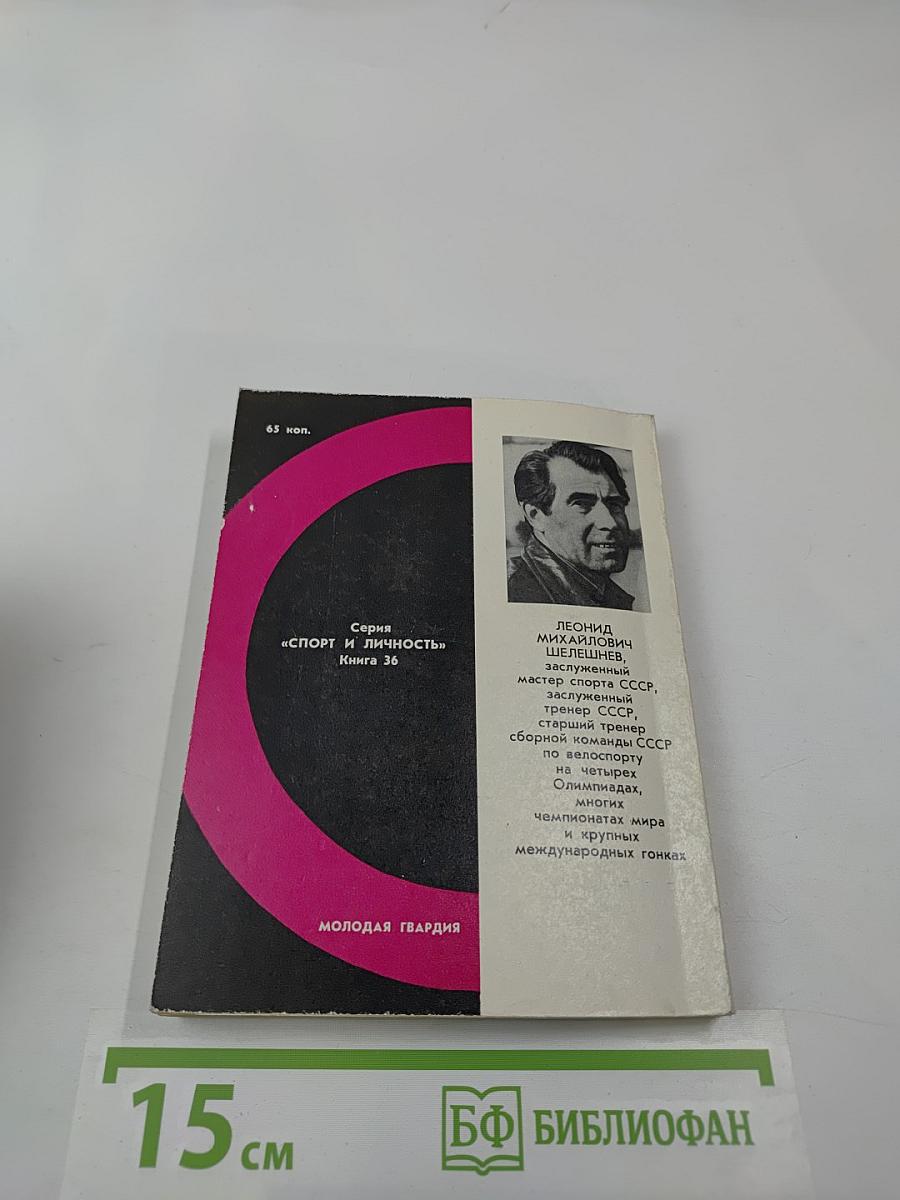 65 коп.
Серия
«СПОРТ И ЛИЧНОСТЬ»
Книга 36
МОЛОДАЯ ГВАРДИЯ
ЛЕОНИД
МИХАЙЛОВИЧ
ШЕЛЕШНЕВ,
заслуженный
мастер спорта СССР,
заслуженный
тренер СССР,
старший тренер
сборной команды СССР
по велоспорту
на четырех
Олимпиадах,
многих
чемпионатах мира
и крупных
международных гонках
15 см
БФ БИБЛИОФАН